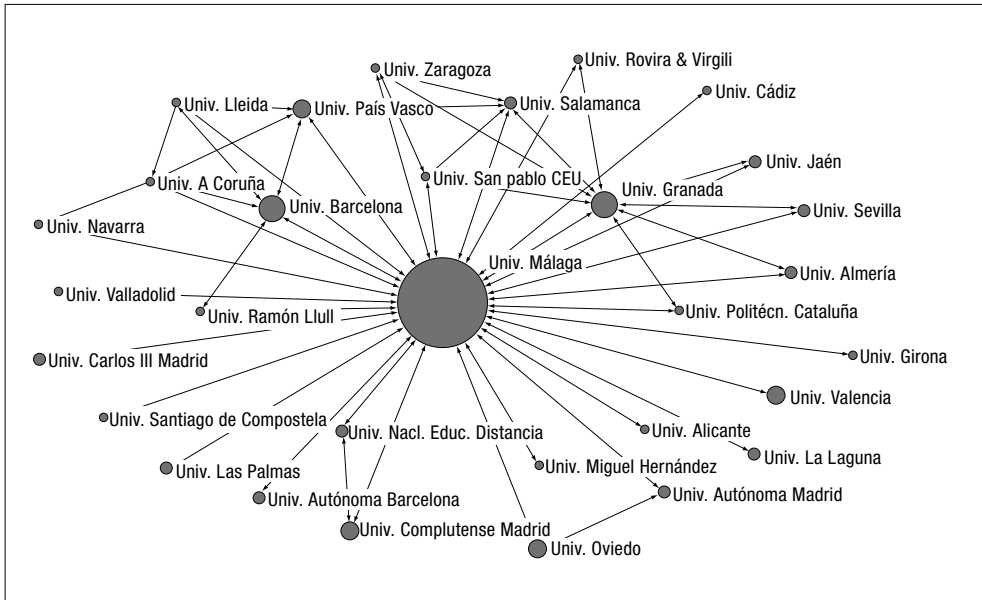 Univ. Rovira & Virgili
Univ. Zaragoza
Univ. Cádiz
Univ. Lleida
Univ. País Vasco
Univ. Salamanca
Univ. Jaén
Univ. A Coruña
Univ. San pablo CEU
Univ. Granada
Univ. Barcelona
Univ. Sevilla
Univ. Navarra
Univ. Málaga
Univ. Almería
Univ. Valladolid
Univ. Ramón Llull
Univ. Politécn. Cataluña
Univ. Carlos III Madrid
Univ. Girona
Univ. Valencia
Univ. Santiago de Compostela
Univ. Nacl. Educ. Distancia
Univ. Alicante
Univ. La Laguna
Univ. Las Palmas
Univ. Miguel Hernández
Univ. Autónoma Barcelona
Univ. Autónoma Madrid
Univ. Complutense Madrid
Univ. Oviedo